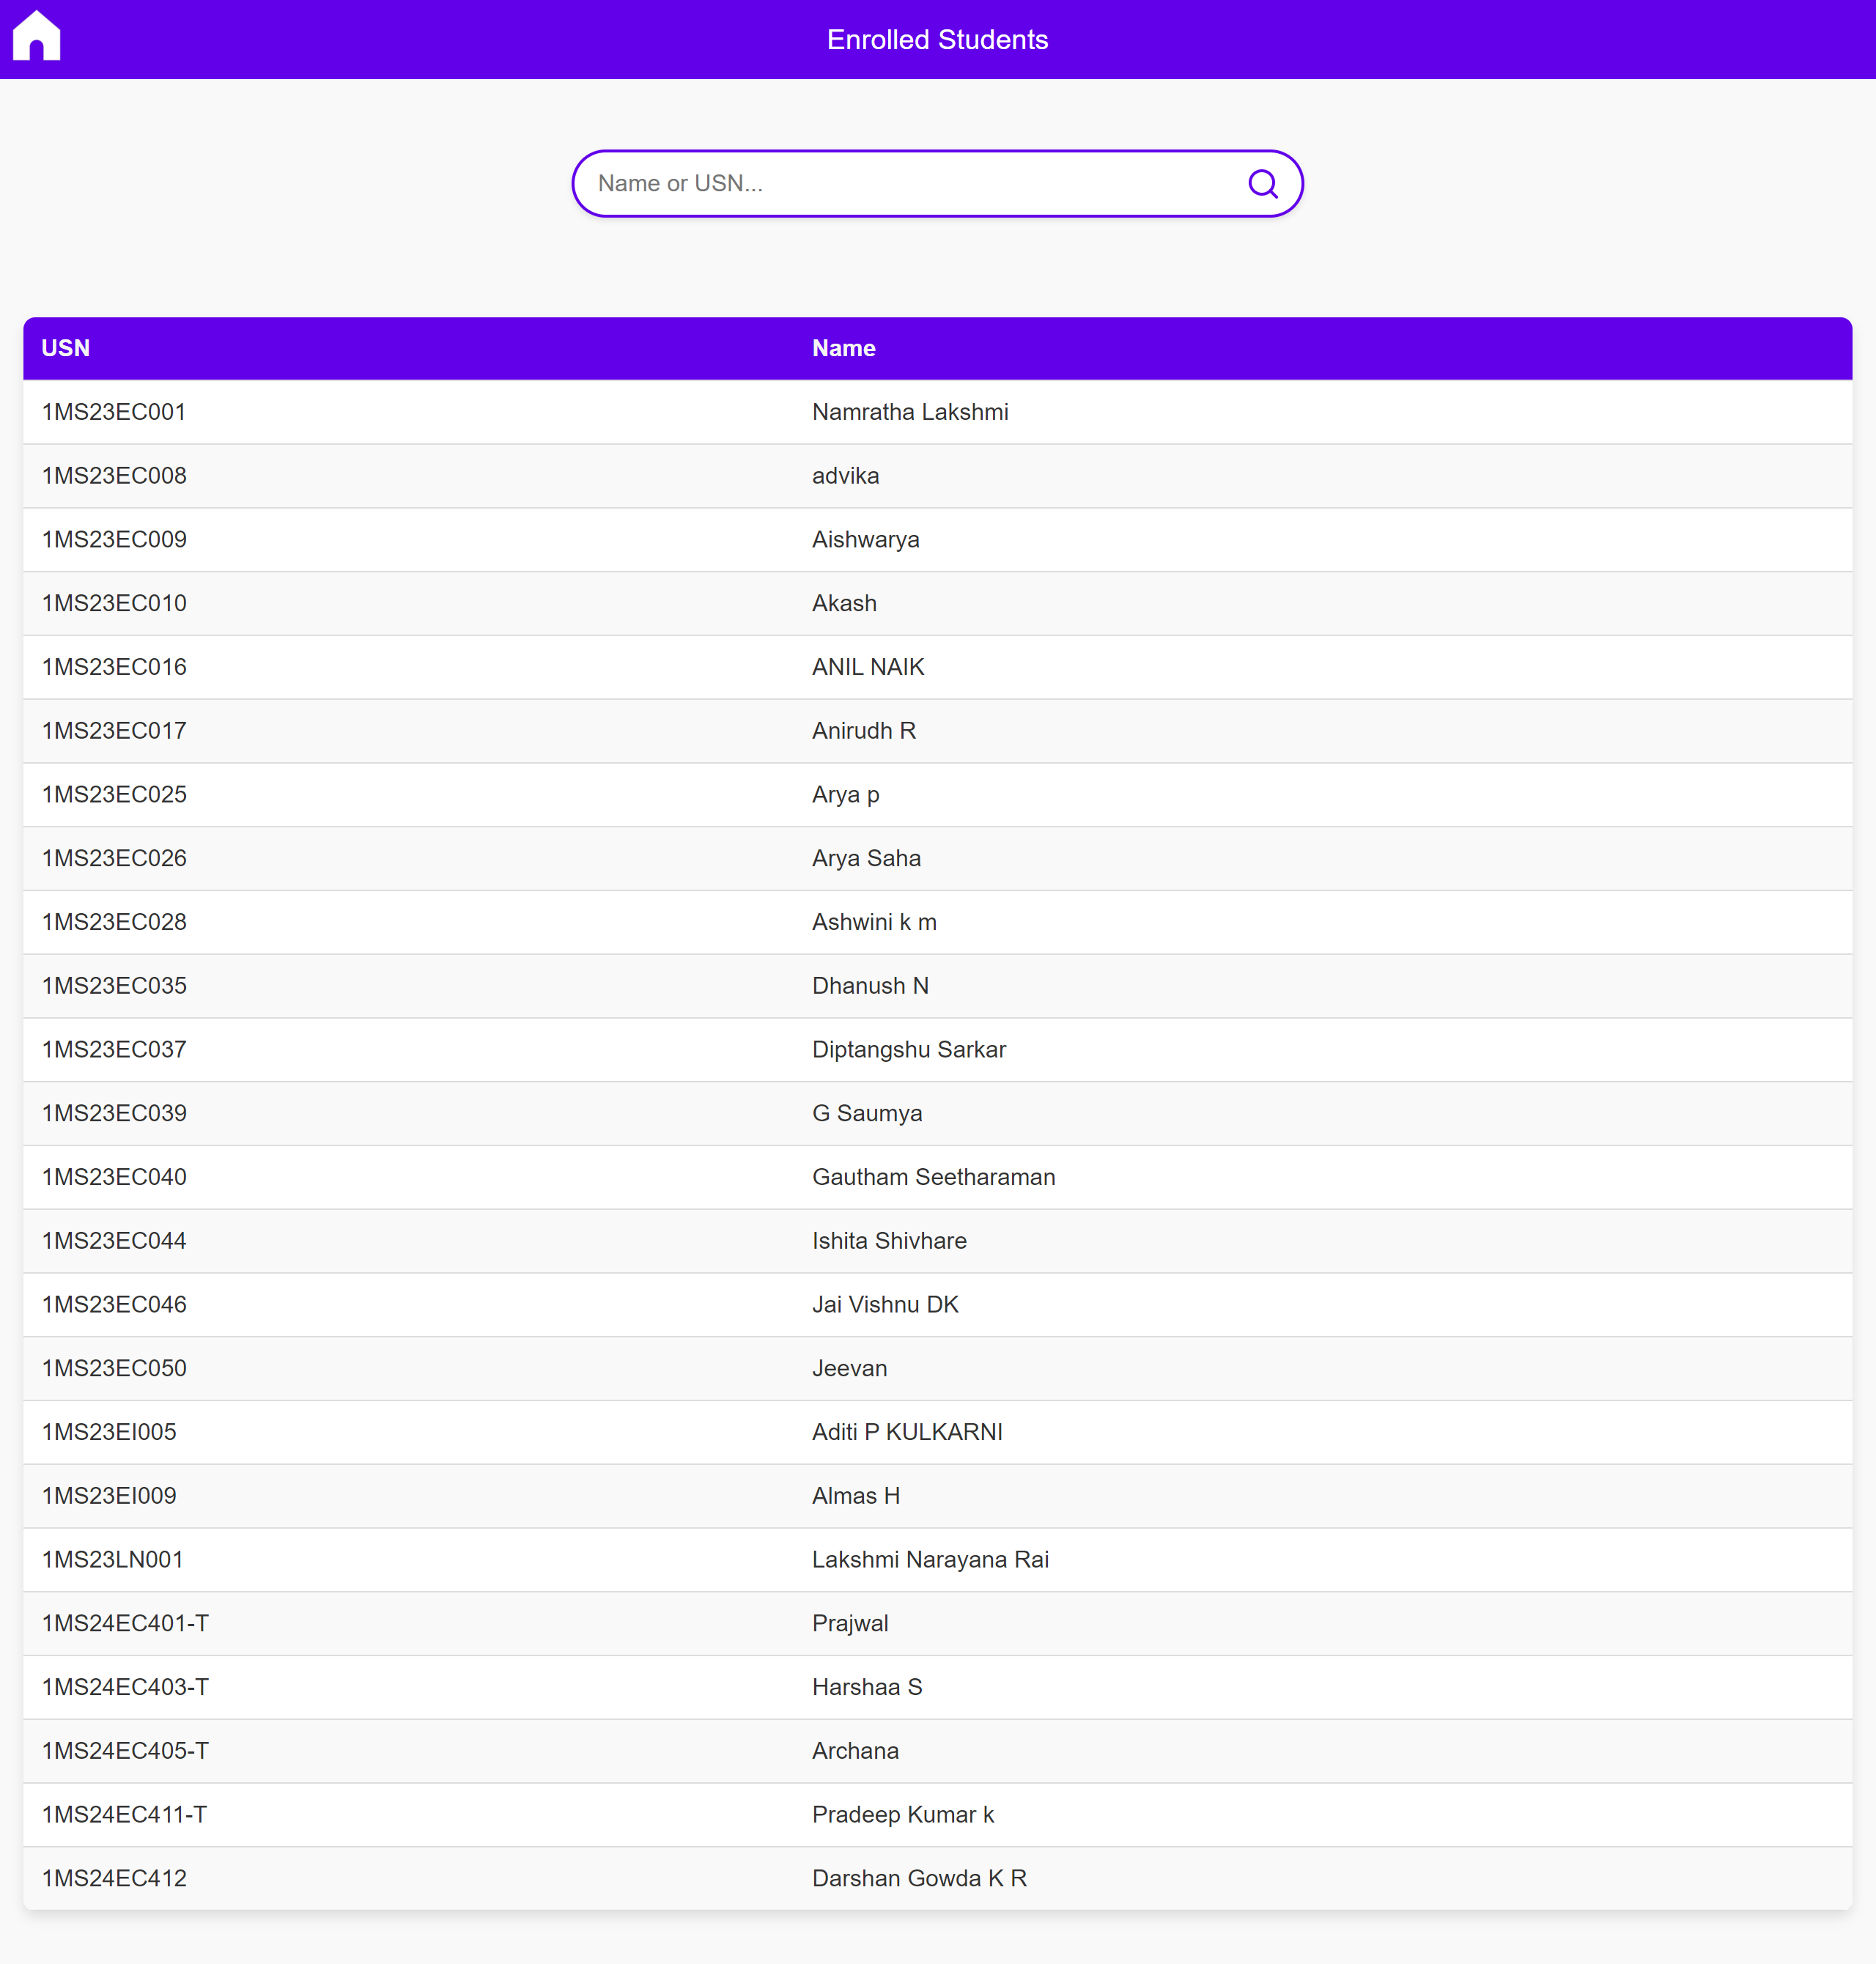 Enrolled Students
Name or USN...
USN Name
1MS23EC001 Namratha Lakshmi
1MS23EC008 advika
1MS23EC009 Aishwarya
1MS23EC010 Akash
1MS23EC016 ANIL NAIK
1MS23EC017 Anirudh R
1MS23EC025 Arya p
1MS23EC026 Arya Saha
1MS23EC028 Ashwini k m
1MS23EC035 Dhanush N
1MS23EC037 Diptangshu Sarkar
1MS23EC039 G Saumya
1MS23EC040 Gautham Seetharaman
1MS23EC044 Ishita Shivhare
1MS23EC046 Jai Vishnu DK
1MS23EC050 Jeevan
1MS23EI005 Aditi P KULKARNI
1MS23EI009 Almas H
1MS23LN001 Lakshmi Narayana Rai
1MS24EC401-T Prajwal
1MS24EC403-T Harshaa S
1MS24EC405-T Archana
1MS24EC411-T Pradeep Kumar k
1MS24EC412 Darshan Gowda K R